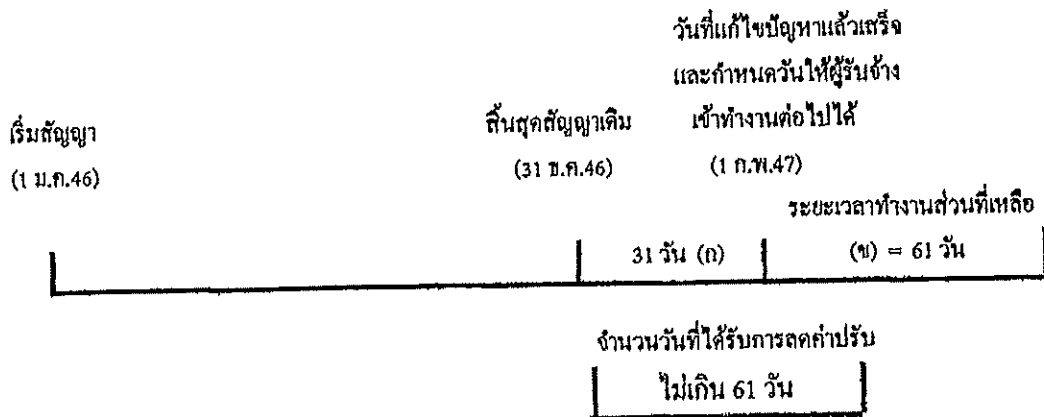 วันที่แก้ไขปัญหาแล้วเสร็จ
และกำหนดวันให้ผู้รับจ้าง
เริ่มสัญญา
สิ้นสุดสัญญาเดิม
เข้าทำงานต่อไปได้
(1 ม.ค.46)
(31 ธ.ค.46)
(1 ก.พ.47)
ระยะเวลาทำงานส่วนที่เหลือ
31 วัน (ก)
(ข) = 61 วัน
จำนวนวันที่ได้รับการลดค่าปรับ
ไม่เกิน 61 วัน